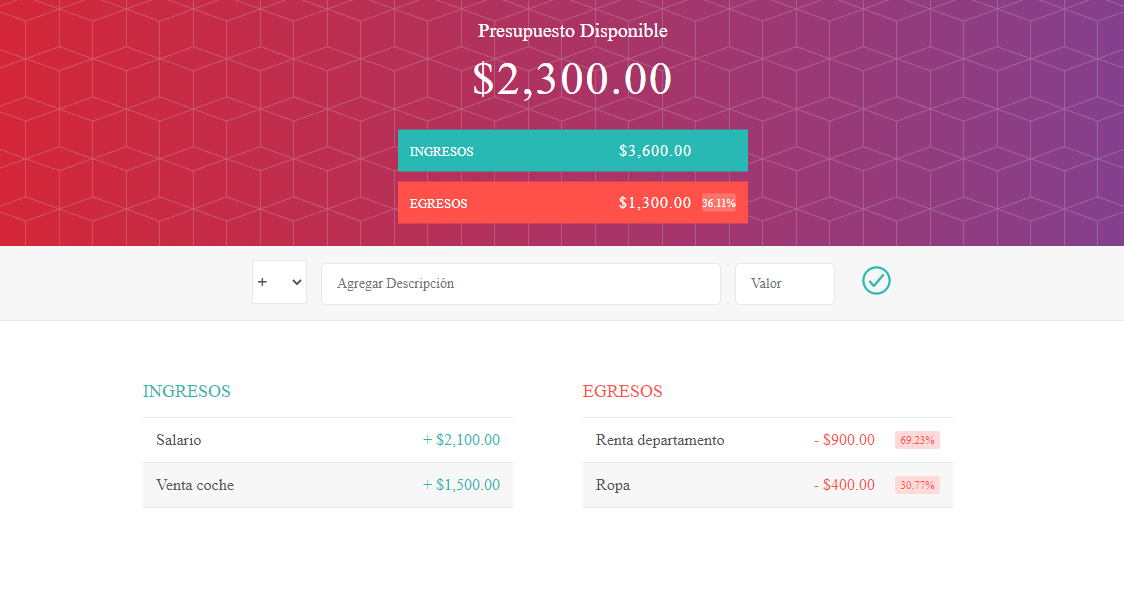 Presupuesto Disponible
$2,300.00
INGRESOS $3,600.00
EGRESOS $1,300.00 36.11%
+ Agregar Descripción Valor
INGRESOS
Salario + $2,100.00
Venta coche + $1,500.00
EGRESOS
Renta departamento - $900.00 69.23%
Ropa - $400.00 30.77%